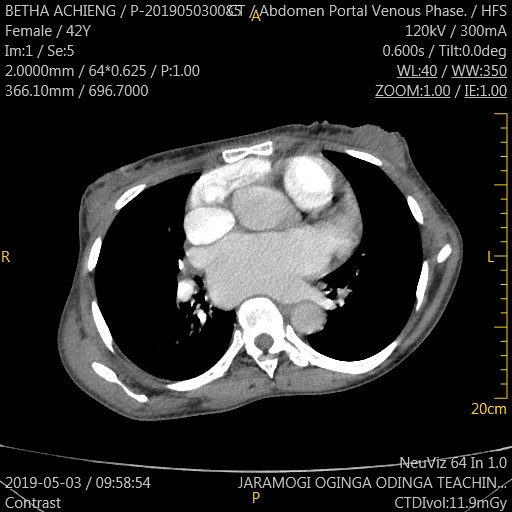 BETHA ACHIENG / P-20190503008
CT / Abdomen Portal Venous Phase. / HFS
A
Female / 42Y
120kV / 300mA
Im:1 / Se:5
0.600s / Tilt:0.0deg
2.0000mm / 64*0.625 / P:1.00
WL:40 / WW:350
366.10mm / 696.7000
ZOOM:1.00 / IE:1.00
R
L
20cm
NeuViz 64 In 1.0
2019-05-03 / 09:58:54
JARAMOGI OGINGA ODINGA TEACHIN...
P
Contrast
CTDIvol:11.9mGy